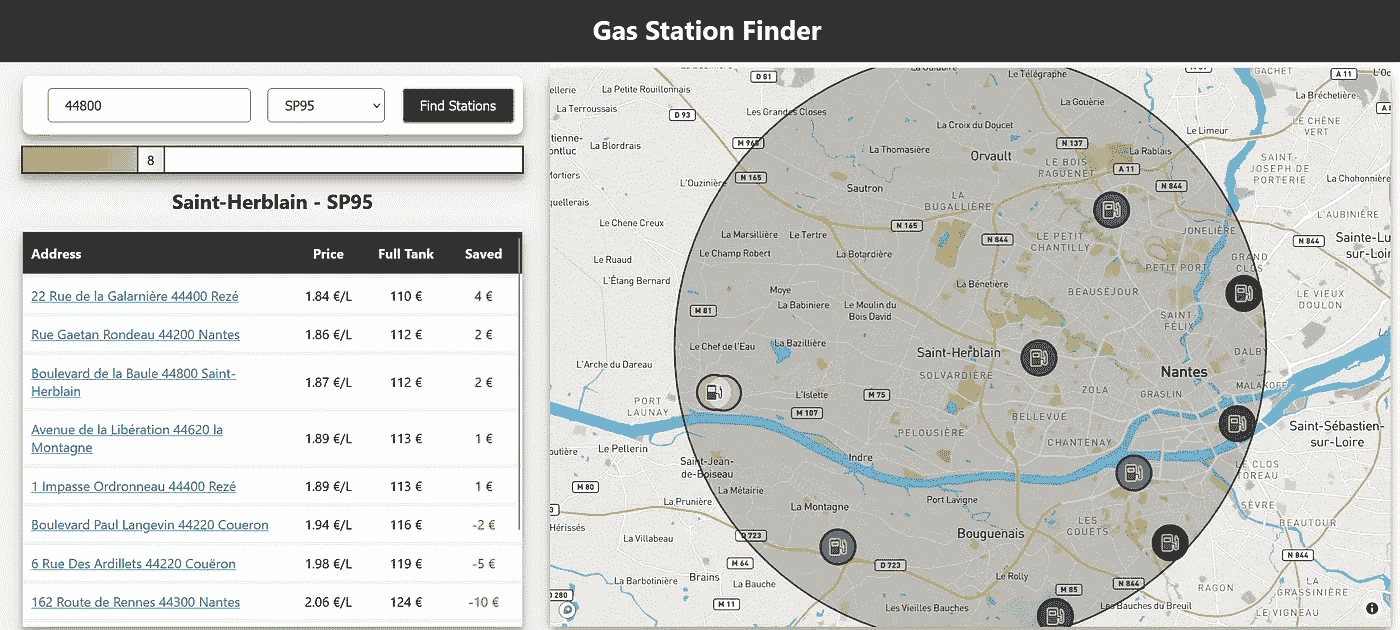 Gas Station Finder
44800
SP95
Find Stations
8
Saint-Herblain - SP95
Address Price Full Tank Saved
22 Rue de la Galarnière 44400 Rezé 1.84 €/L 110 € 4 €
Rue Gaetan Rondeau 44200 Nantes 1.86 €/L 112 € 2 €
Boulevard de la Baule 44800 Saint-
Herblain 1.87 €/L 112 € 2 €
Avenue de la Libération 44620 la
Montagne 1.89 €/L 113 € 1 €
1 Impasse Ordronneau 44400 Rezé 1.89 €/L 113 € 1 €
Boulevard Paul Langevin 44220 Coueron 1.94 €/L 116 € -2 €
6 Rue Des Ardillets 44220 Couëron 1.98 €/L 119 € -5 €
162 Route de Rennes 44300 Nantes 2.06 €/L 124 € -10 €
D 81
Le Télégraphe
GACHET
A 11
La Petite Rouillonnais
La Bréchetière
La Terroussais
D 93
Les Grandes Closes
La Gouërie
LE CHÊNE
VERT
La Croix du Doucet
Le Limeur
La Blordrais
N 137
La Thomasière
Orvault
La Rablais
LE BOIS
RAGUENET
A 11
SAINT-
JOSEPH DE
PORTERIE
L'Ouzinière
N 165
Sautron
N 844
La Chohonnière
LA
BUGALLIÈRE
L'AUBINIÈRE
La Chene Creux
N 165
JONELIÈRE
La Marsillière
Le Tertre
N 844
LE PETIT
CHANTILLY
N 844
Sainte-Lu
sur-Loir
Le Ruaud
Le Champ Robert
La Botardière
PETIT PORT
GRAND
CLOS
L'Étang Bernard
Moye
La Bénetière
BEAUSÉJOUR
LE VIEUX
DOULON
M 81
La Babiniere
Le Moulin du
Bois David
SAINT-
FÉLIX
Le Chef de l'Eau
La Bazillière
Saint-Herblain
DALBY
L'Arche du Dareau
SOLVARDIÈRE
Nantes
MALAKOFF
L'Islette
M 75
ZOLA
GRASLIN
PORT
LAUNAY
M 107
BELLEVUE
PELOUSIÈRE
CHANTENAY
Saint-Sébastien-
sur-Loire
Le Pellerin
Indre
Saint-Jean-
de-Boiseau
LE CLOS
TOREAU
M 80
La Métairie
La Prunière
Port Lavigne
SÈVRE
La Montagne
LES
COUËTS
BEAUTOUR
La Villabeau
D 723
Bouguenais
N 844
M 64
D 723
Brains
Le Rolly
La Barbotinière
La Bauche
M 85
N 844
RAGON
LA
GRASSINIÈRE
M 11
Les Vieilles Bauches
Les Bauches du Breuil
LE VIGNEAU